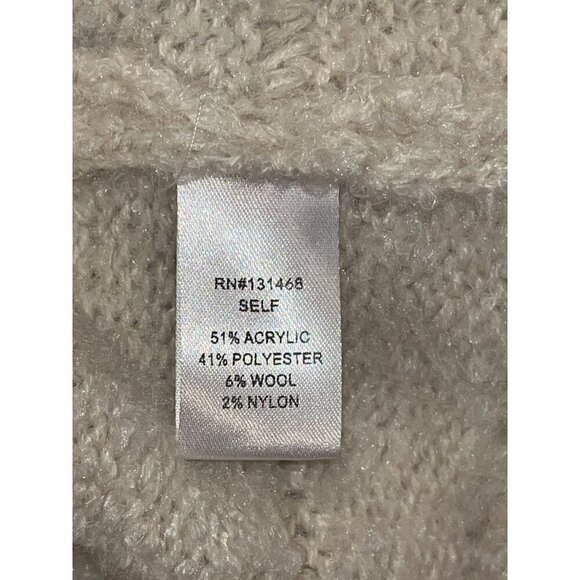 RN#131468
SELF
51% ACRYLIC
41% POLYESTER
6% WOOL
2% NYLON